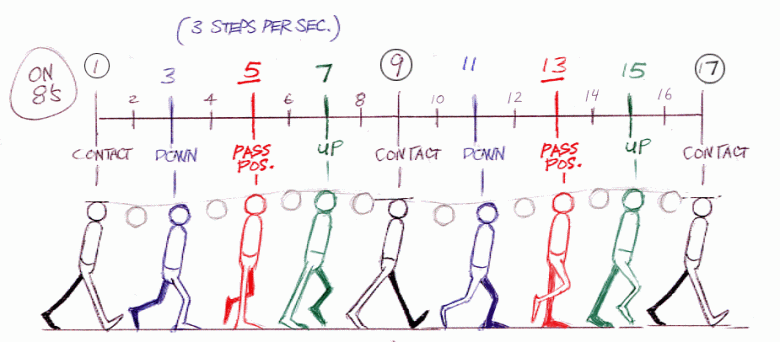 (3 STEPS PER SEC.)
ON
8's
1 2 3 4 5 6 7 8 9 10 11 12 13 14 15 16 17
CONTACT DOWN PASS POS. UP CONTACT DOWN PASS POS. UP CONTACT